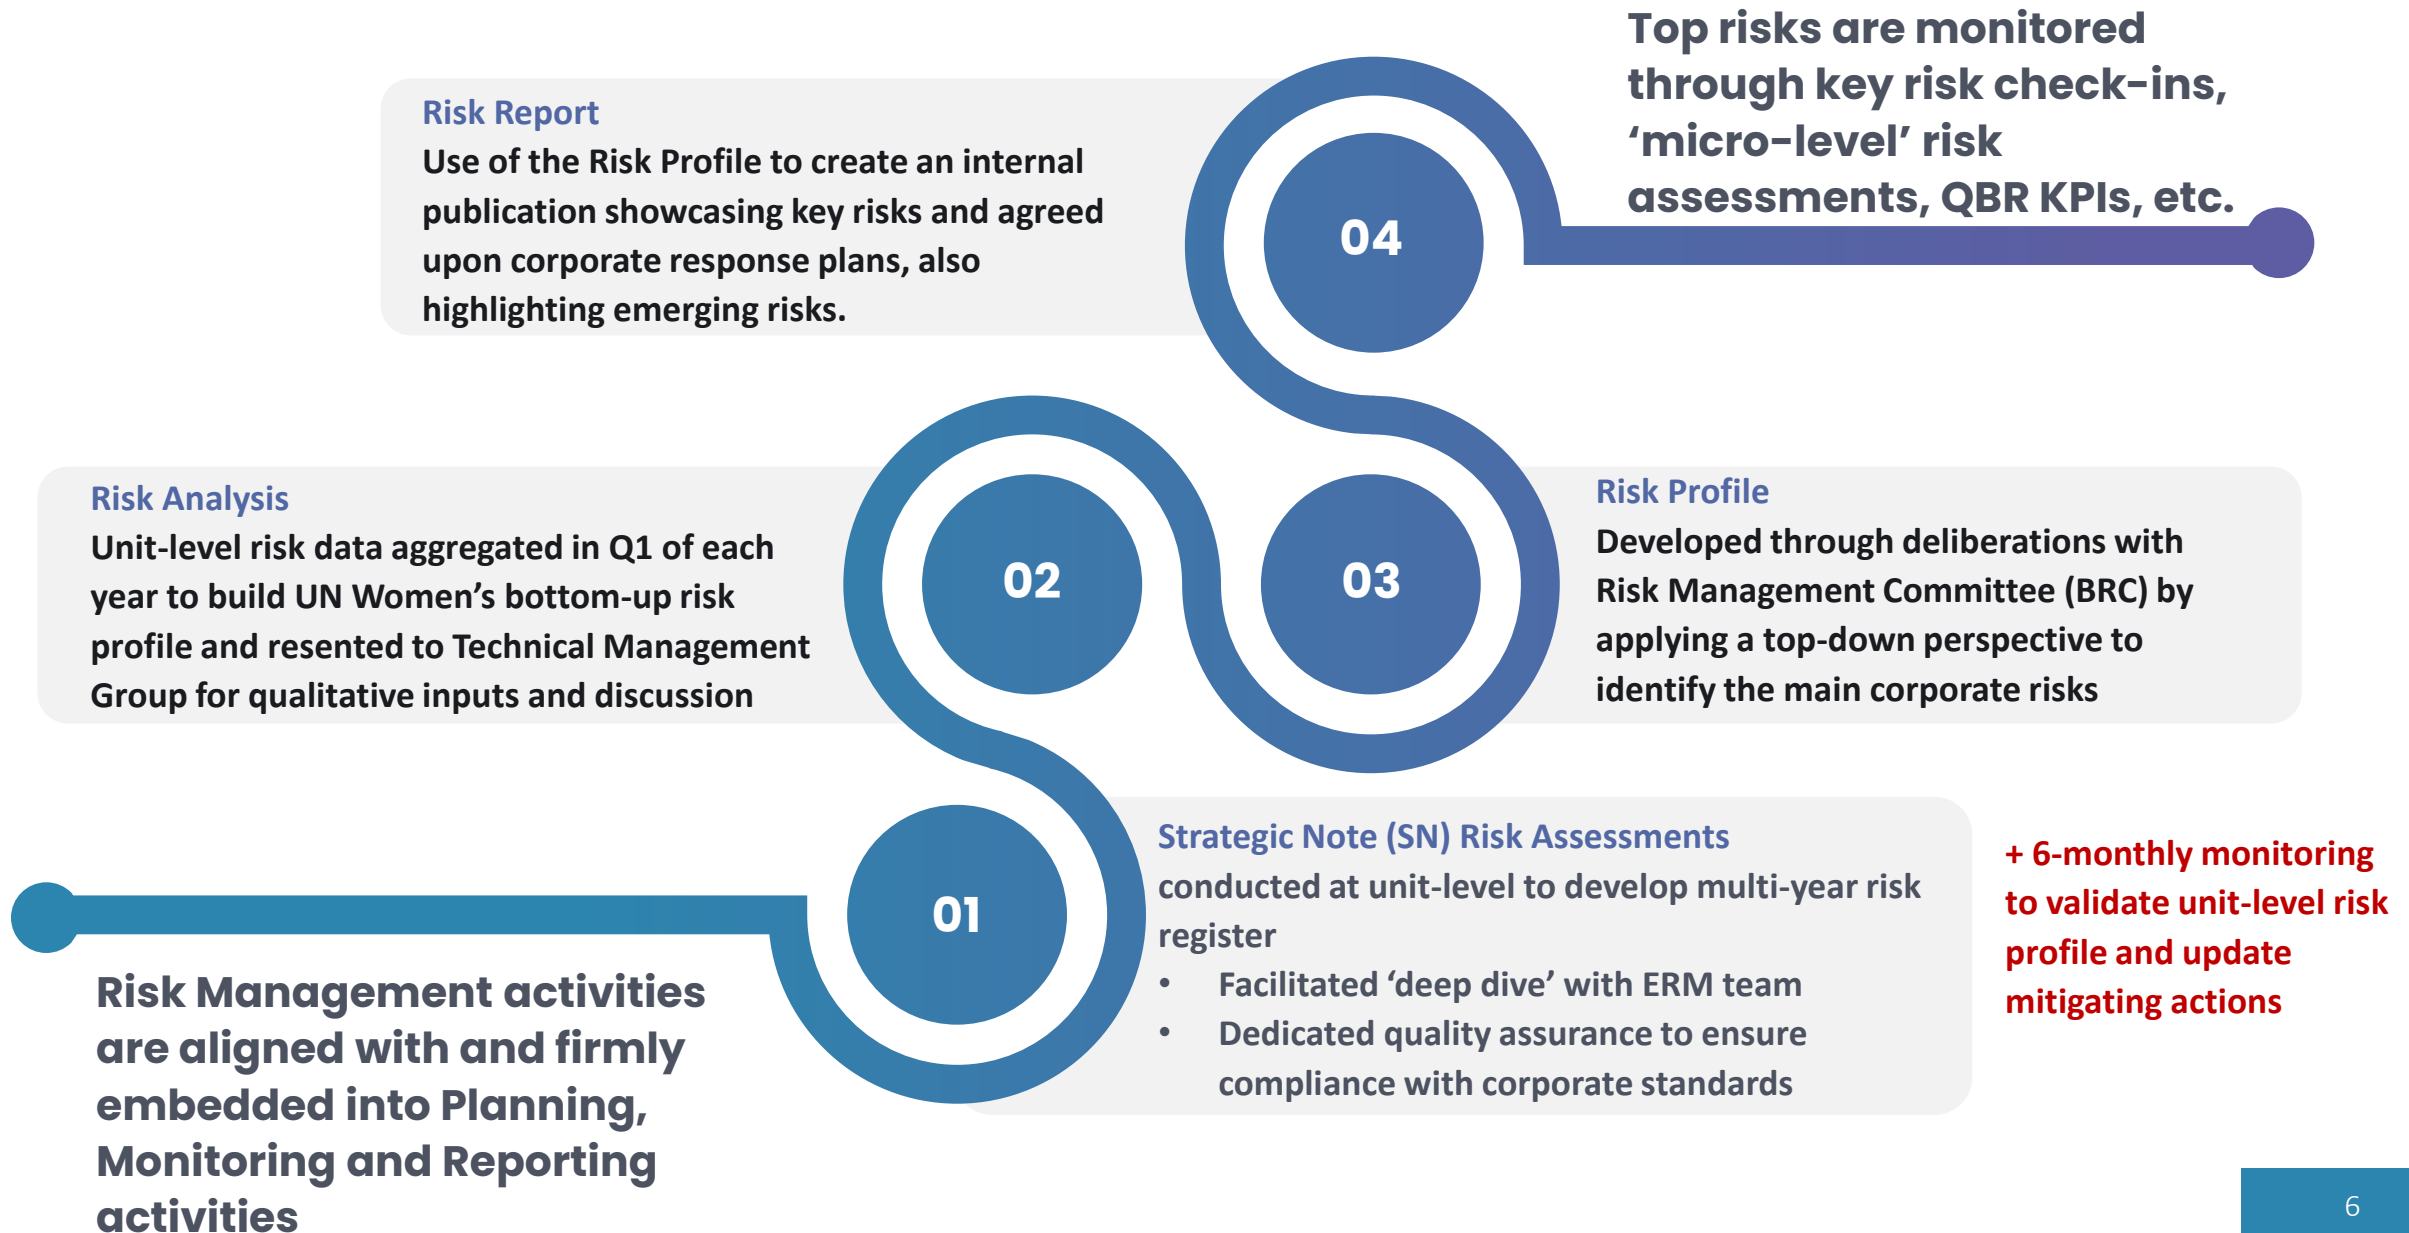 Top risks are monitored
through key risk check-ins,
‘micro-level’ risk
assessments, QBR KPIs, etc.
Risk Report
Use of the Risk Profile to create an internal
publication showcasing key risks and agreed
upon corporate response plans, also
highlighting emerging risks.
04
Risk Analysis
Unit-level risk data aggregated in Q1 of each
year to build UN Women’s bottom-up risk
profile and resented to Technical Management
Group for qualitative inputs and discussion
02
03
Risk Profile
Developed through deliberations with
Risk Management Committee (BRC) by
applying a top-down perspective to
identify the main corporate risks
01
Strategic Note (SN) Risk Assessments
conducted at unit-level to develop multi-year risk
register
• Facilitated ‘deep dive’ with ERM team
• Dedicated quality assurance to ensure
compliance with corporate standards
+ 6-monthly monitoring
to validate unit-level risk
profile and update
mitigating actions
Risk Management activities
are aligned with and firmly
embedded into Planning,
Monitoring and Reporting
activities
6